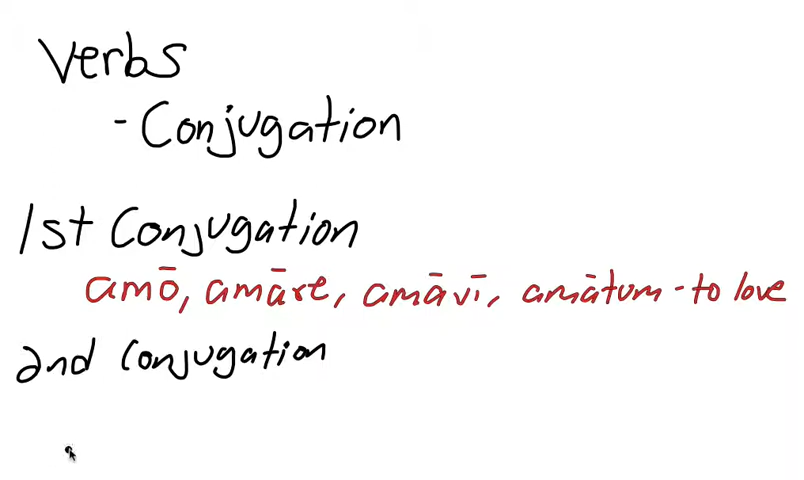 Verbs
- Conjugation
1st Conjugation
amō, amāre, amāvī, amātum - to love
2nd conjugation